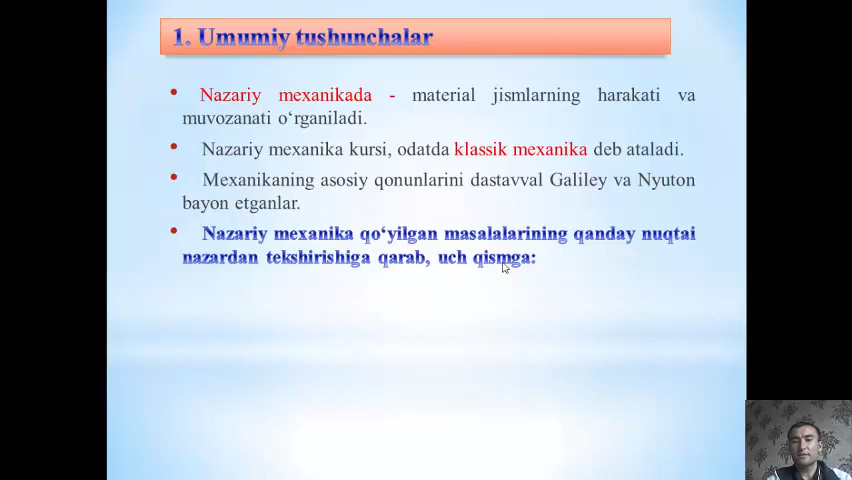 1. Umumiy tushunchalar
• Nazariy mexanikada - material jismlarning harakati va
muvozanati o‘rganiladi.
• Nazariy mexanika kursi, odatda klassik mexanika deb ataladi.
• Mexanikaning asosiy qonunlarini dastavval Galiley va Nyuton
bayon etganlar.
• Nazariy mexanika qo‘yilgan masalalarining qanday nuqtai
nazardan tekshirishiga qarab, uch qismga: